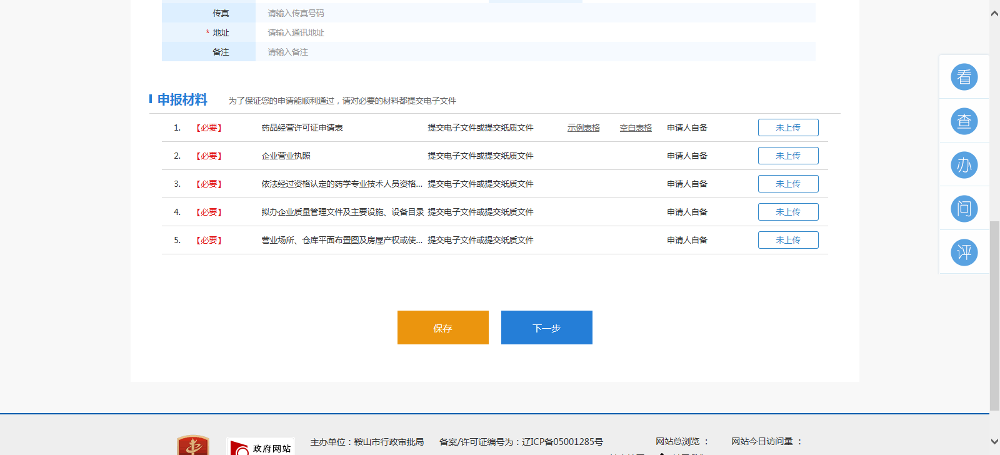 传真 请输入传真号码
* 地址 请输入通讯地址
备注 请输入备注
申报材料 为了保证您的申请能顺利通过，请对必要的材料都提交电子文件
1. 【必要】 药品经营许可证申请表 提交电子文件或提交纸质文件 示例表格 空白表格 申请人自备 未上传
2. 【必要】 企业营业执照 提交电子文件或提交纸质文件 申请人自备 未上传
3. 【必要】 依法经过资格认定的药学专业技术人员资格... 提交电子文件或提交纸质文件 申请人自备 未上传
4. 【必要】 拟办企业质量管理文件及主要设施、设备目录 提交电子文件或提交纸质文件 申请人自备 未上传
5. 【必要】 营业场所、仓库平面布置图及房屋产权或使... 提交电子文件或提交纸质文件 申请人自备 未上传
保存 下一步
看
查
办
问
评
政府网站 主办单位：鞍山市行政审批局 备案/许可证编号为：辽ICP备05001285号 网站总浏览 ： 网站今日访问量 ：